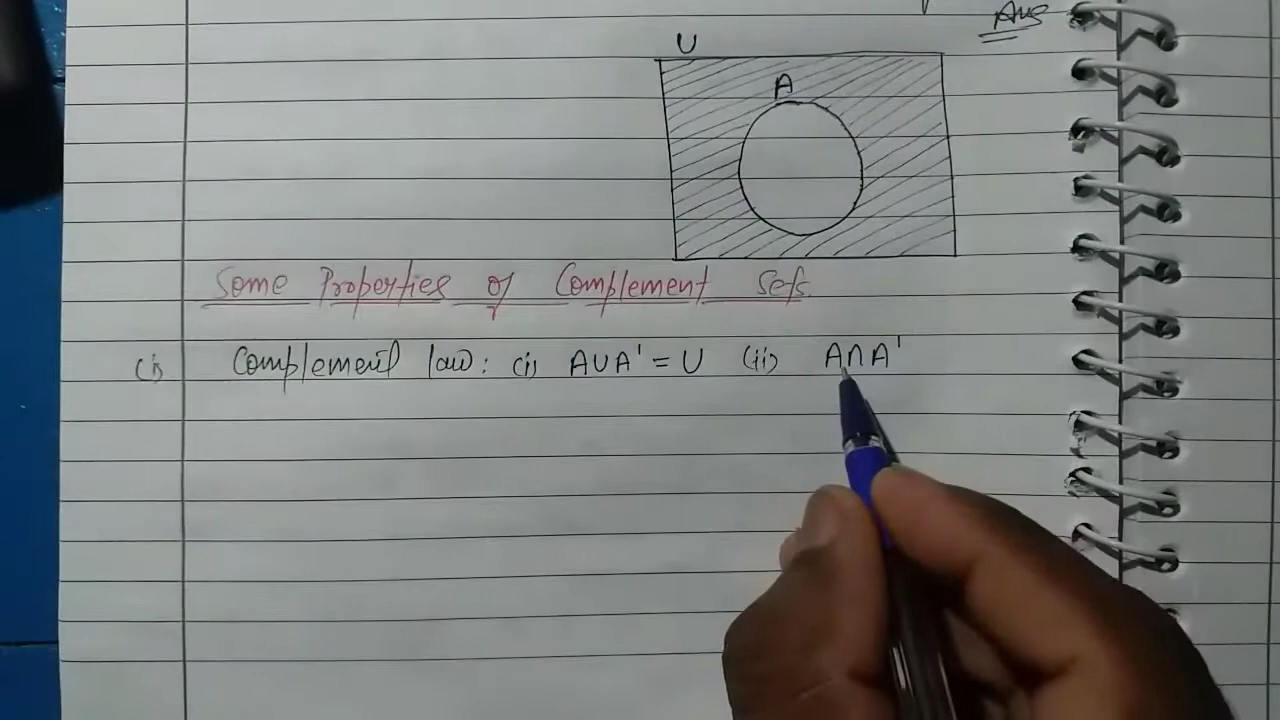 Ans
U
A
Some Properties of Complement Sets
(i) Complement law: (i) A∪A' = U (ii) A∩A'